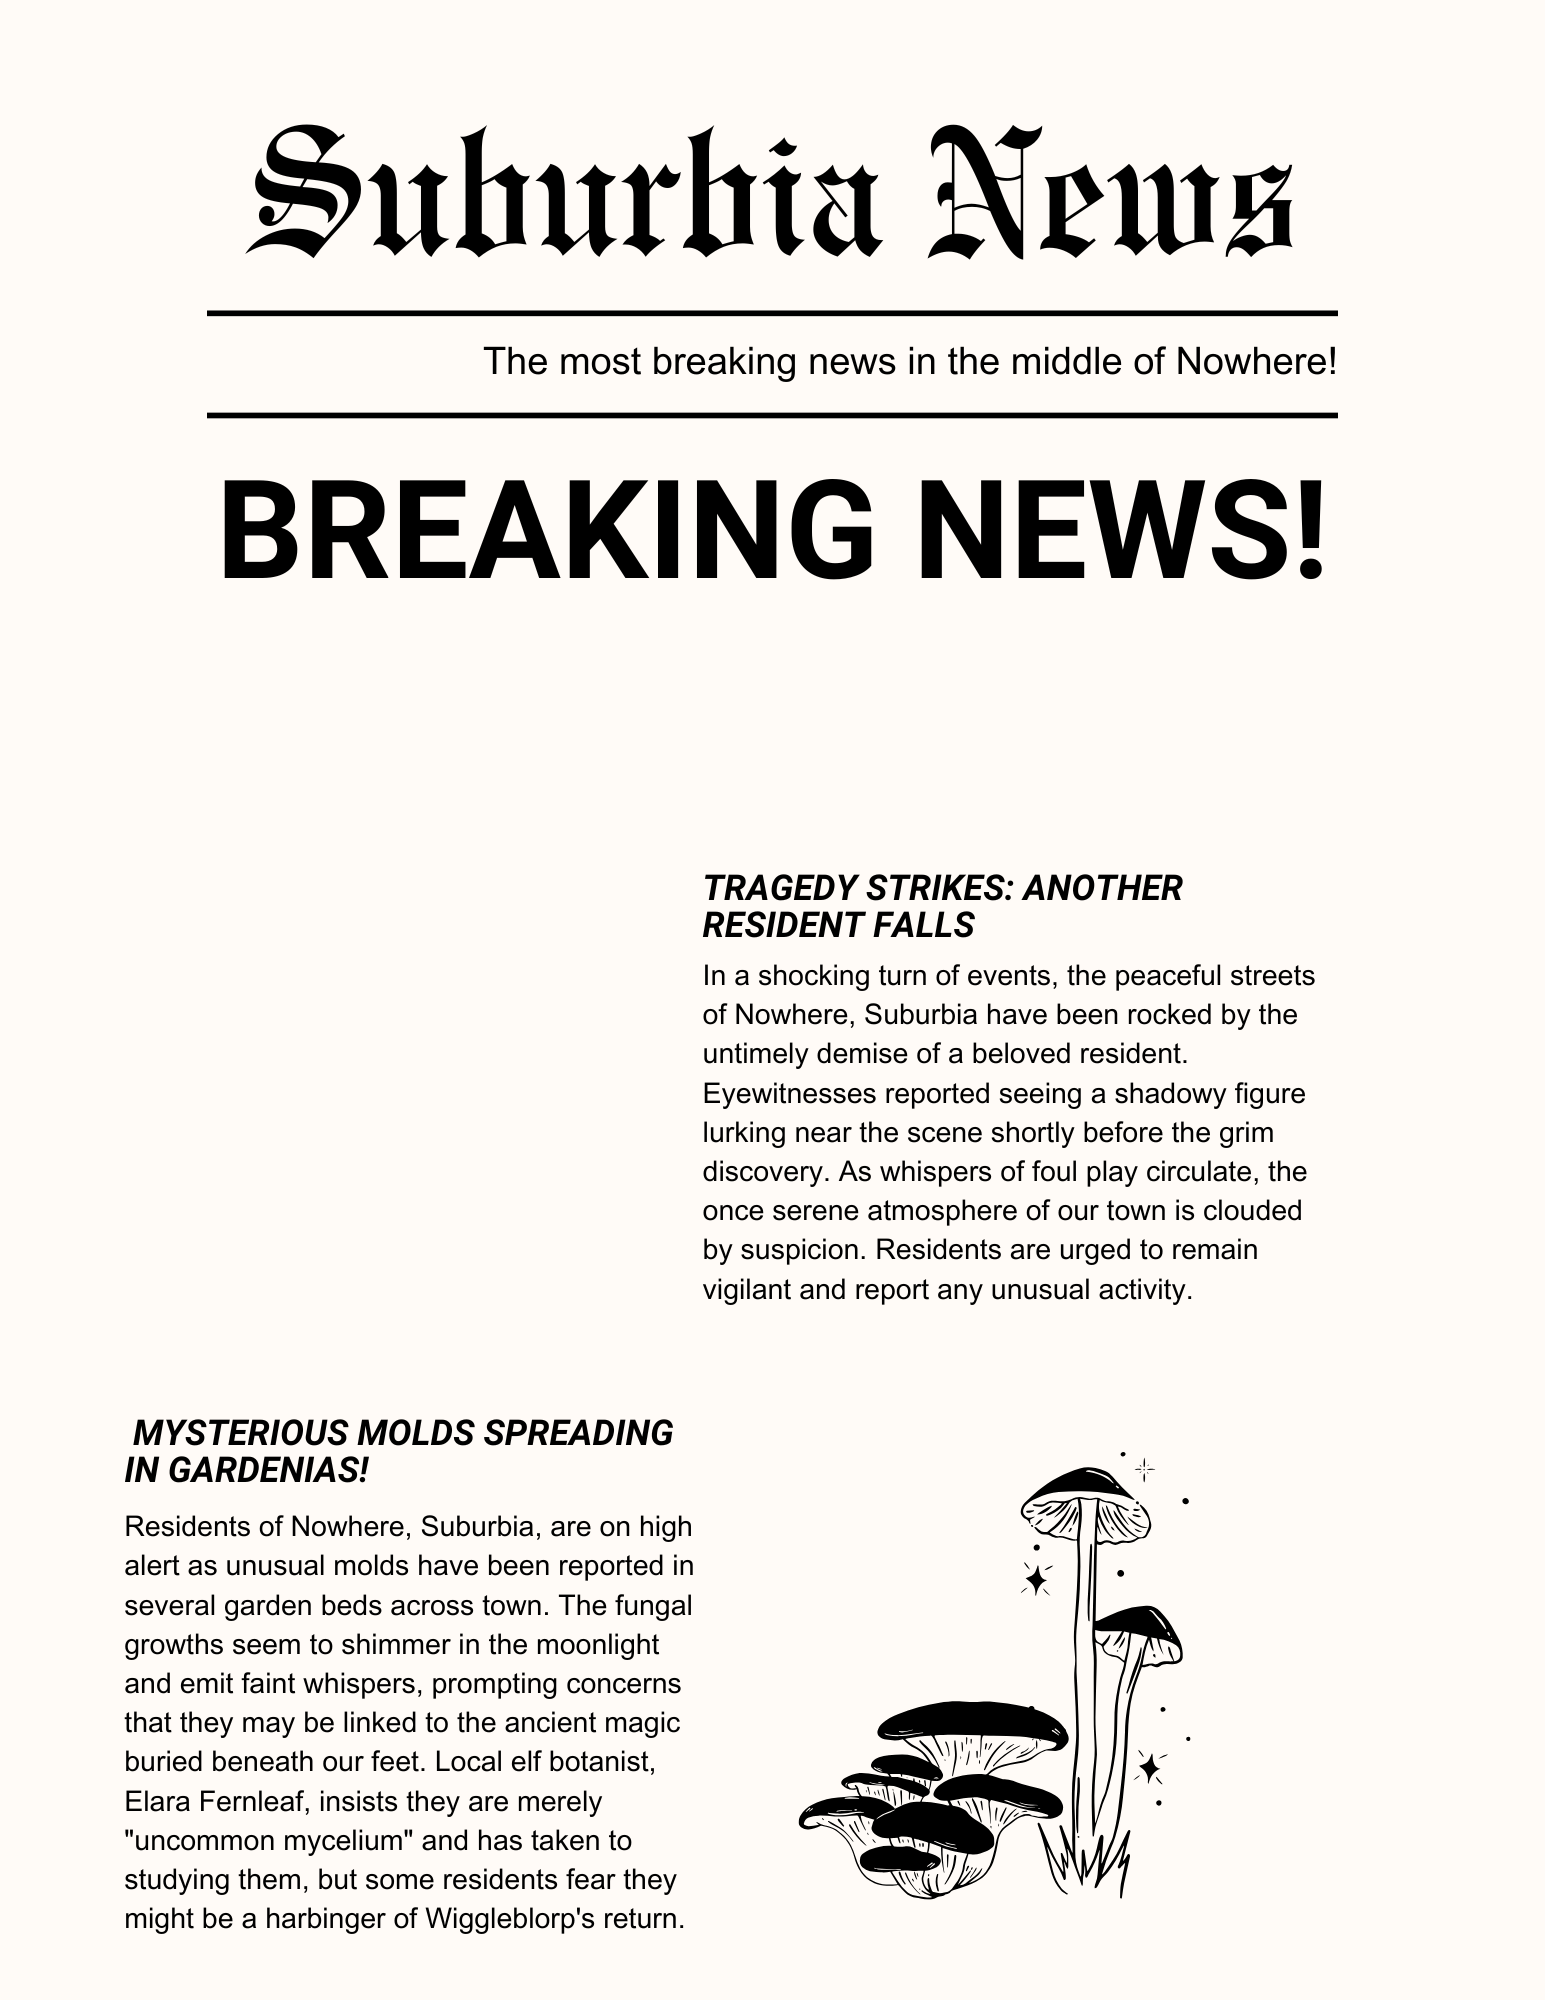 Suburbia News
The most breaking news in the middle of Nowhere!
BREAKING NEWS!
TRAGEDY STRIKES: ANOTHER
RESIDENT FALLS
In a shocking turn of events, the peaceful streets
of Nowhere, Suburbia have been rocked by the
untimely demise of a beloved resident.
Eyewitnesses reported seeing a shadowy figure
lurking near the scene shortly before the grim
discovery. As whispers of foul play circulate, the
once serene atmosphere of our town is clouded
by suspicion. Residents are urged to remain
vigilant and report any unusual activity.
MYSTERIOUS MOLDS SPREADING
IN GARDENIAS!
Residents of Nowhere, Suburbia, are on high
alert as unusual molds have been reported in
several garden beds across town. The fungal
growths seem to shimmer in the moonlight
and emit faint whispers, prompting concerns
that they may be linked to the ancient magic
buried beneath our feet. Local elf botanist,
Elara Fernleaf, insists they are merely
"uncommon mycelium" and has taken to
studying them, but some residents fear they
might be a harbinger of Wiggleblorp's return.